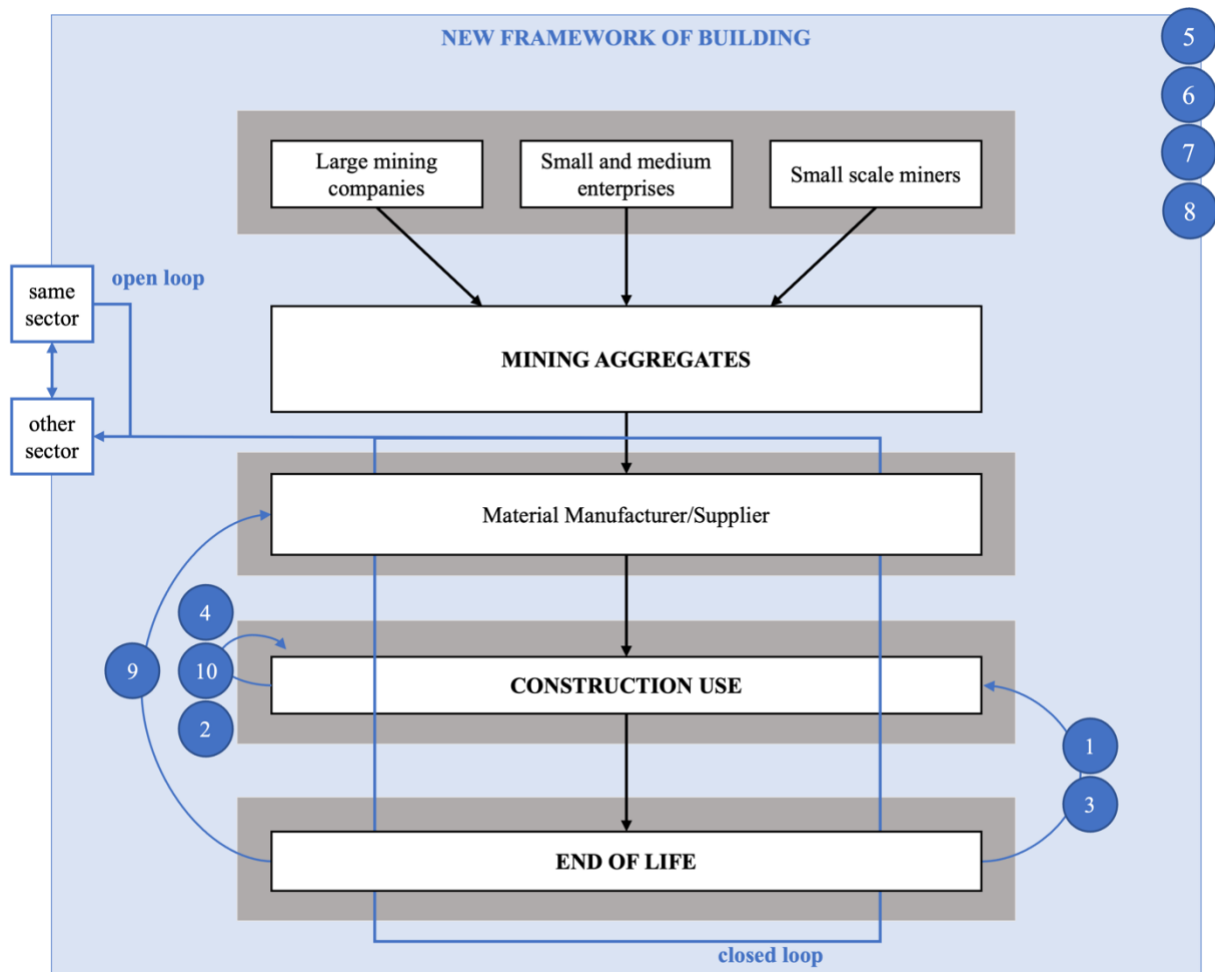 NEW FRAMEWORK OF BUILDING
5
6
7
8
Large mining
companies
Small and medium
enterprises
Small scale miners
same
sector
open loop
MINING AGGREGATES
other
sector
Material Manufacturer/Supplier
4
9
10
2
CONSTRUCTION USE
1
3
END OF LIFE
closed loop